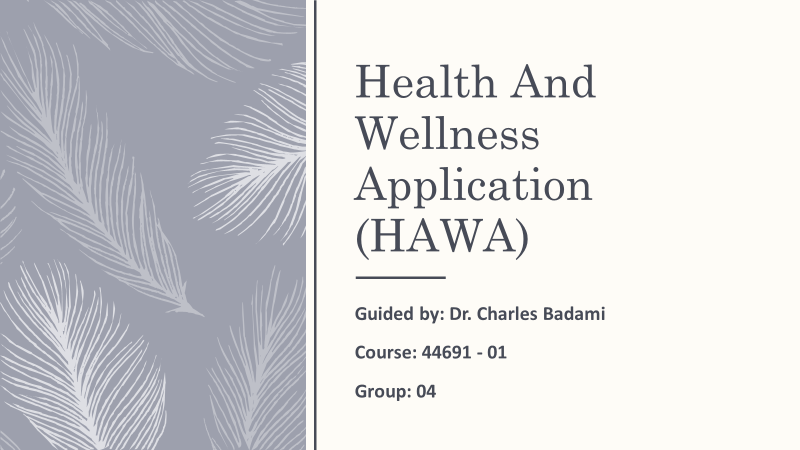 Health And
Wellness
Application
(HAWA)
Guided by: Dr. Charles Badami
Course: 44691 - 01
Group: 04